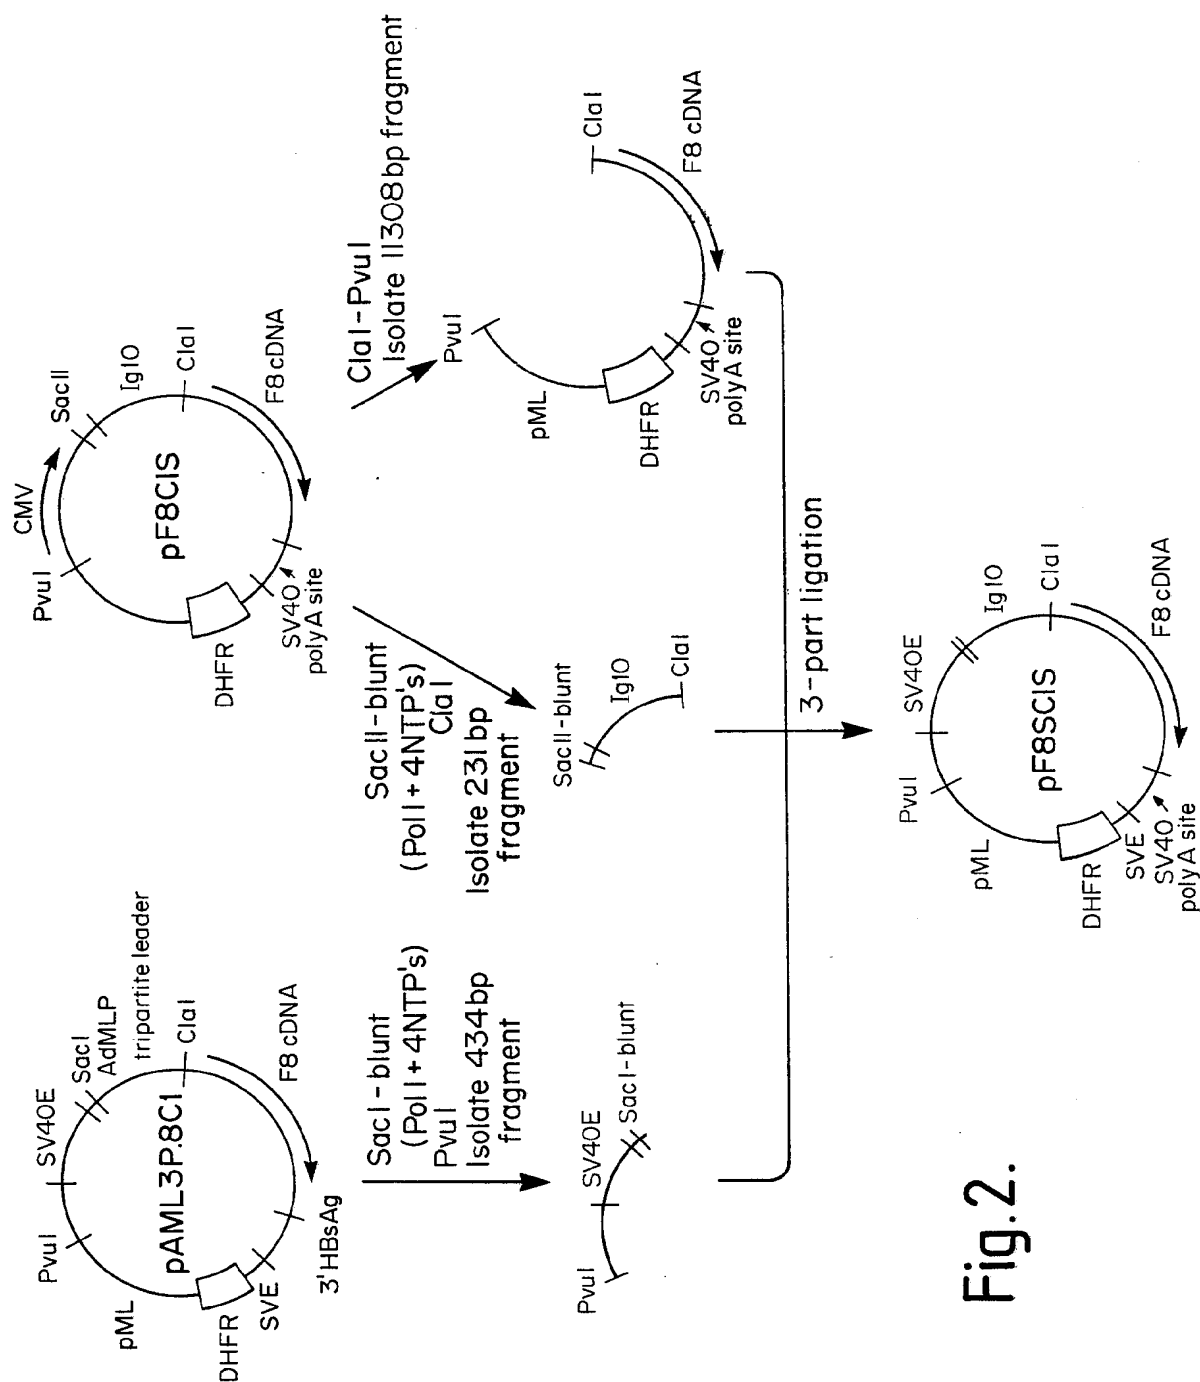 PvuI
SV40E
SacI
AdMLP
tripartite leader
ClaI
F8 cDNA
3'HBsAg
SVE
DHFR
pML
pAML3P.8C1
PvuI
CMV
SacII
Ig10
ClaI
F8 cDNA
SV40
polyA site
DHFR
pF8CIS
SacI-blunt
(PolI+4NTP's)
PvuI
Isolate 434bp
fragment
SacII-blunt
(PolI+4NTP's)
ClaI
Isolate 231bp
fragment
ClaI-PvuI
Isolate 11308bp fragment
PvuI
SV40E
SacI-blunt
SacII-blunt
Ig10
ClaI
PvuI
pML
DHFR
SV40
polyA site
F8 cDNA
ClaI
3-part ligation
PvuI
SV40E
Ig10
ClaI
F8 cDNA
SV40
polyA site
SVE
DHFR
pML
pF8SCIS
Fig.2.